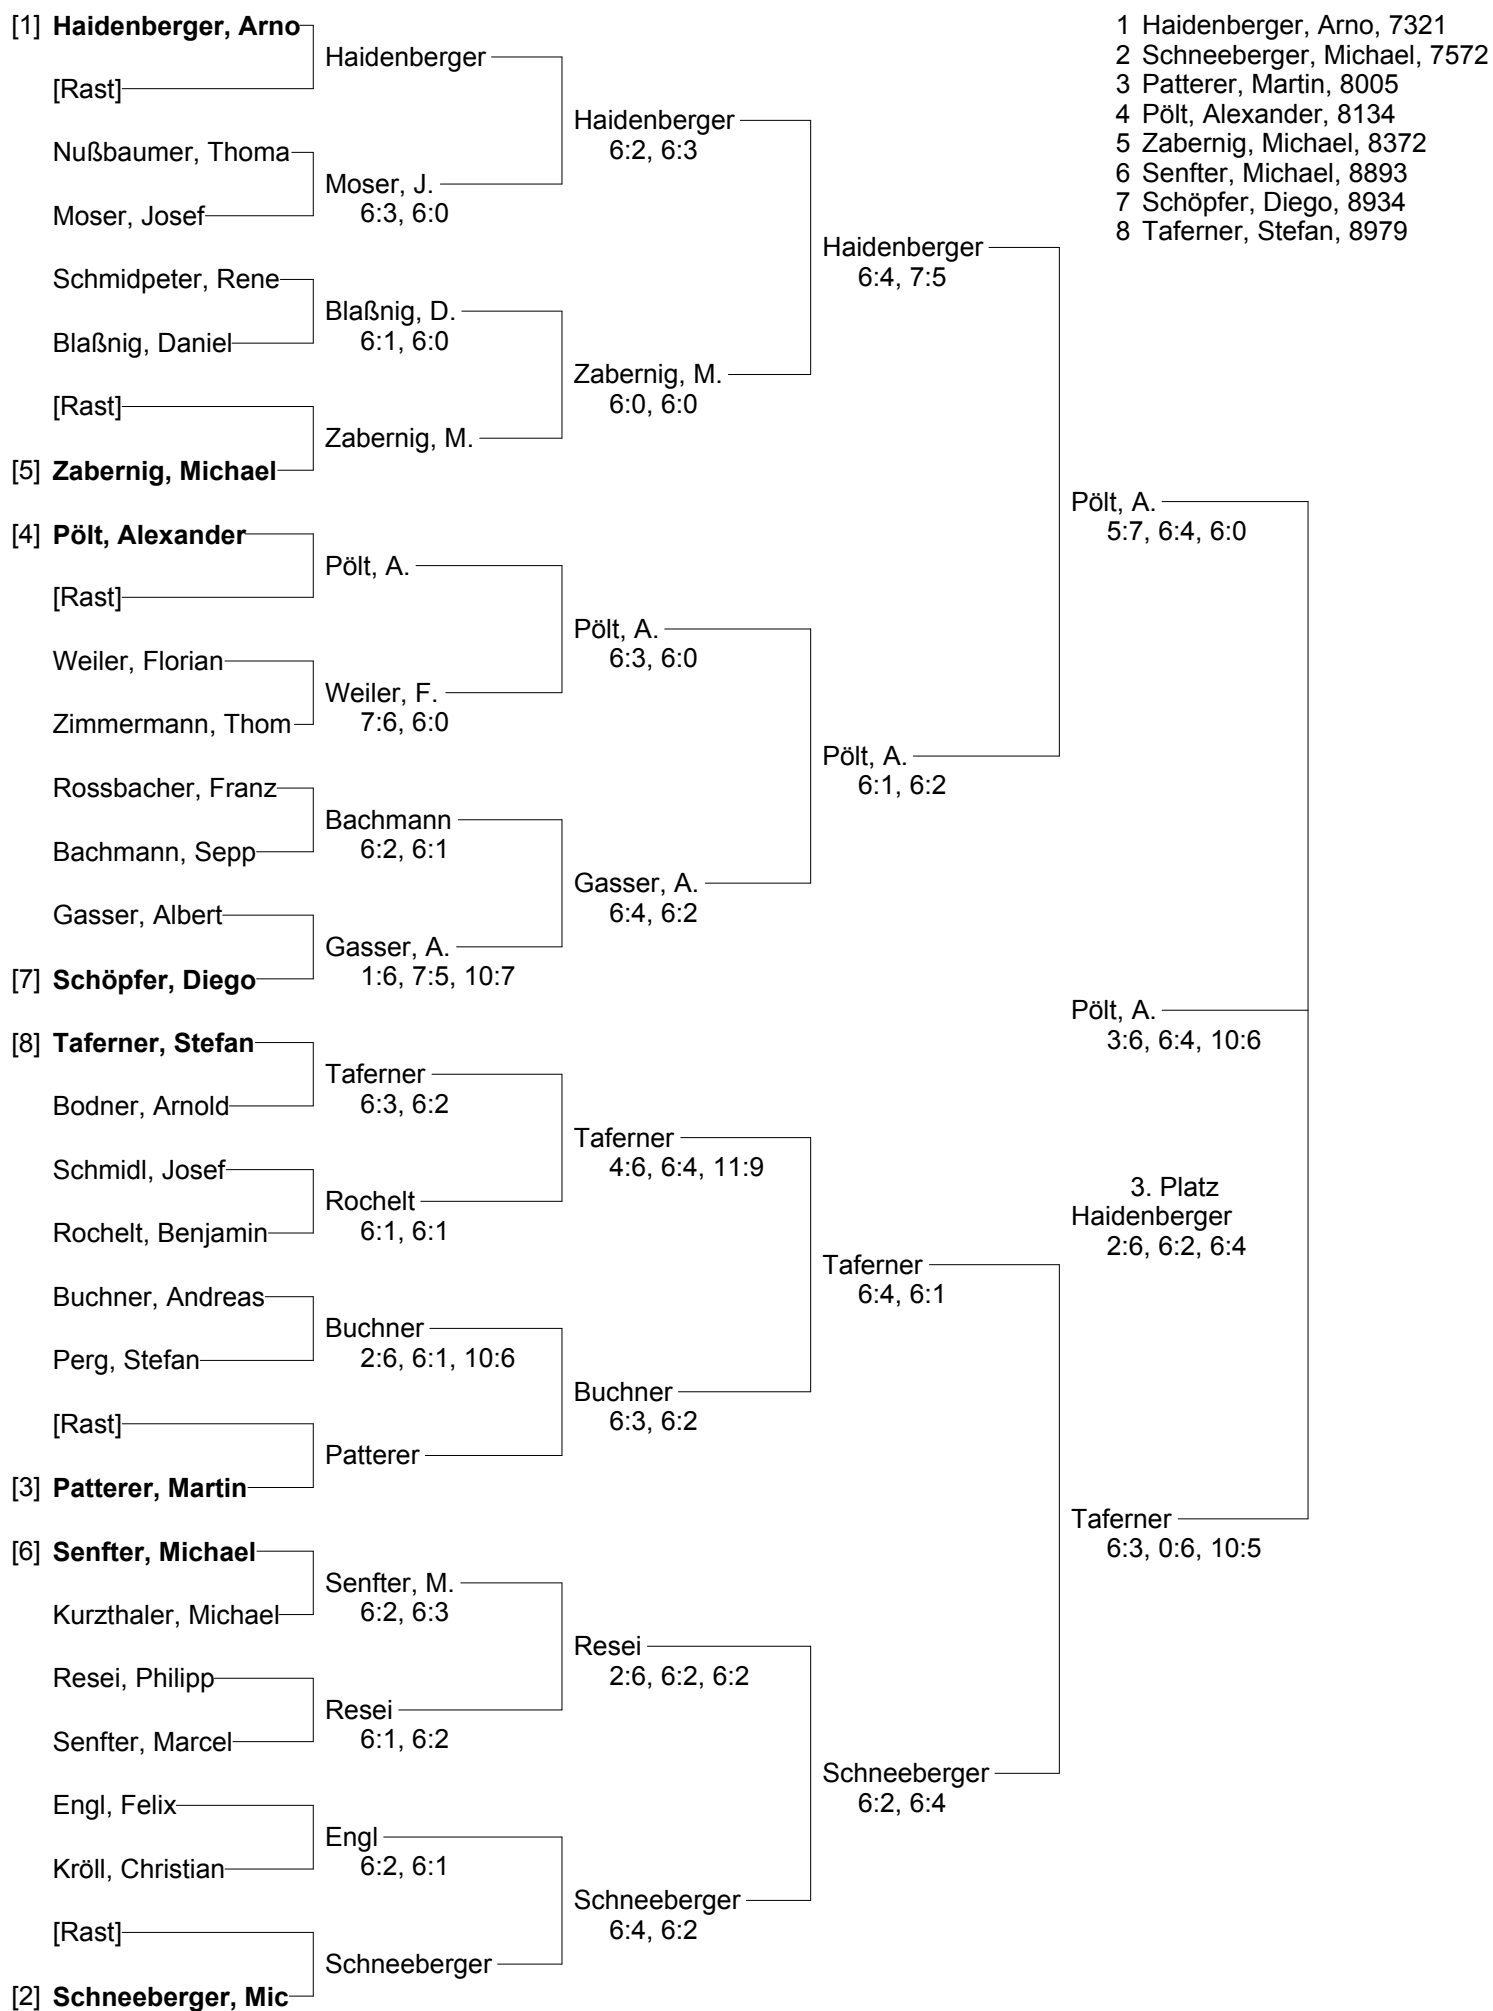 [1] Haidenberger, Arno
[Rast]
Nußbaumer, Thoma
Moser, Josef
Schmidpeter, Rene
Blaßnig, Daniel
[Rast]
[5] Zabernig, Michael
[4] Pölt, Alexander
[Rast]
Weiler, Florian
Zimmermann, Thom
Rossbacher, Franz
Bachmann, Sepp
Gasser, Albert
[7] Schöpfer, Diego
[8] Taferner, Stefan
Bodner, Arnold
Schmidl, Josef
Rochelt, Benjamin
Buchner, Andreas
Perg, Stefan
[Rast]
[3] Patterer, Martin
[6] Senfter, Michael
Kurzthaler, Michael
Resei, Philipp
Senfter, Marcel
Engl, Felix
Kröll, Christian
[Rast]
[2] Schneeberger, Mic
Haidenberger
Moser, J.
6:3, 6:0
Blaßnig, D.
6:1, 6:0
Zabernig, M.
Pölt, A.
Weiler, F.
7:6, 6:0
Bachmann
6:2, 6:1
Gasser, A.
1:6, 7:5, 10:7
Taferner
6:3, 6:2
Rochelt
6:1, 6:1
Buchner
2:6, 6:1, 10:6
Patterer
Senfter, M.
6:2, 6:3
Resei
6:1, 6:2
Engl
6:2, 6:1
Schneeberger
Haidenberger
6:2, 6:3
Zabernig, M.
6:0, 6:0
Pölt, A.
6:3, 6:0
Gasser, A.
6:4, 6:2
Taferner
4:6, 6:4, 11:9
Buchner
6:3, 6:2
Resei
2:6, 6:2, 6:2
Schneeberger
6:4, 6:2
Haidenberger
6:4, 7:5
Pölt, A.
6:1, 6:2
Taferner
6:4, 6:1
Schneeberger
6:2, 6:4
Pölt, A.
5:7, 6:4, 6:0
Pölt, A.
3:6, 6:4, 10:6
3. Platz
Haidenberger
2:6, 6:2, 6:4
Taferner
6:3, 0:6, 10:5
1 Haidenberger, Arno, 7321
2 Schneeberger, Michael, 7572
3 Patterer, Martin, 8005
4 Pölt, Alexander, 8134
5 Zabernig, Michael, 8372
6 Senfter, Michael, 8893
7 Schöpfer, Diego, 8934
8 Taferner, Stefan, 8979